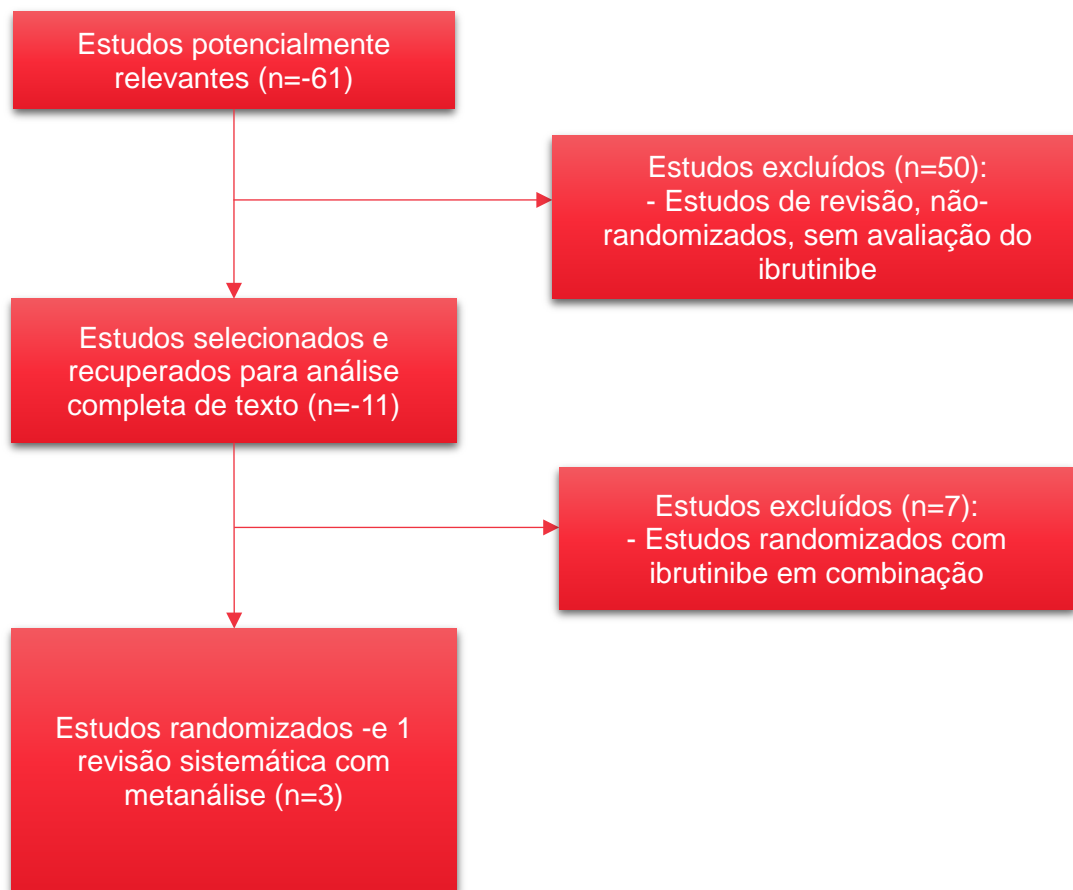 Estudos potencialmente
relevantes (n=-61)
Estudos excluídos (n=50):
- Estudos de revisão, não-
randomizados, sem avaliação do
ibrutinibe
Estudos selecionados e
recuperados para análise
completa de texto (n=-11)
Estudos excluídos (n=7):
- Estudos randomizados com
ibrutinibe em combinação
Estudos randomizados -e 1
revisão sistemática com
metanálise (n=3)